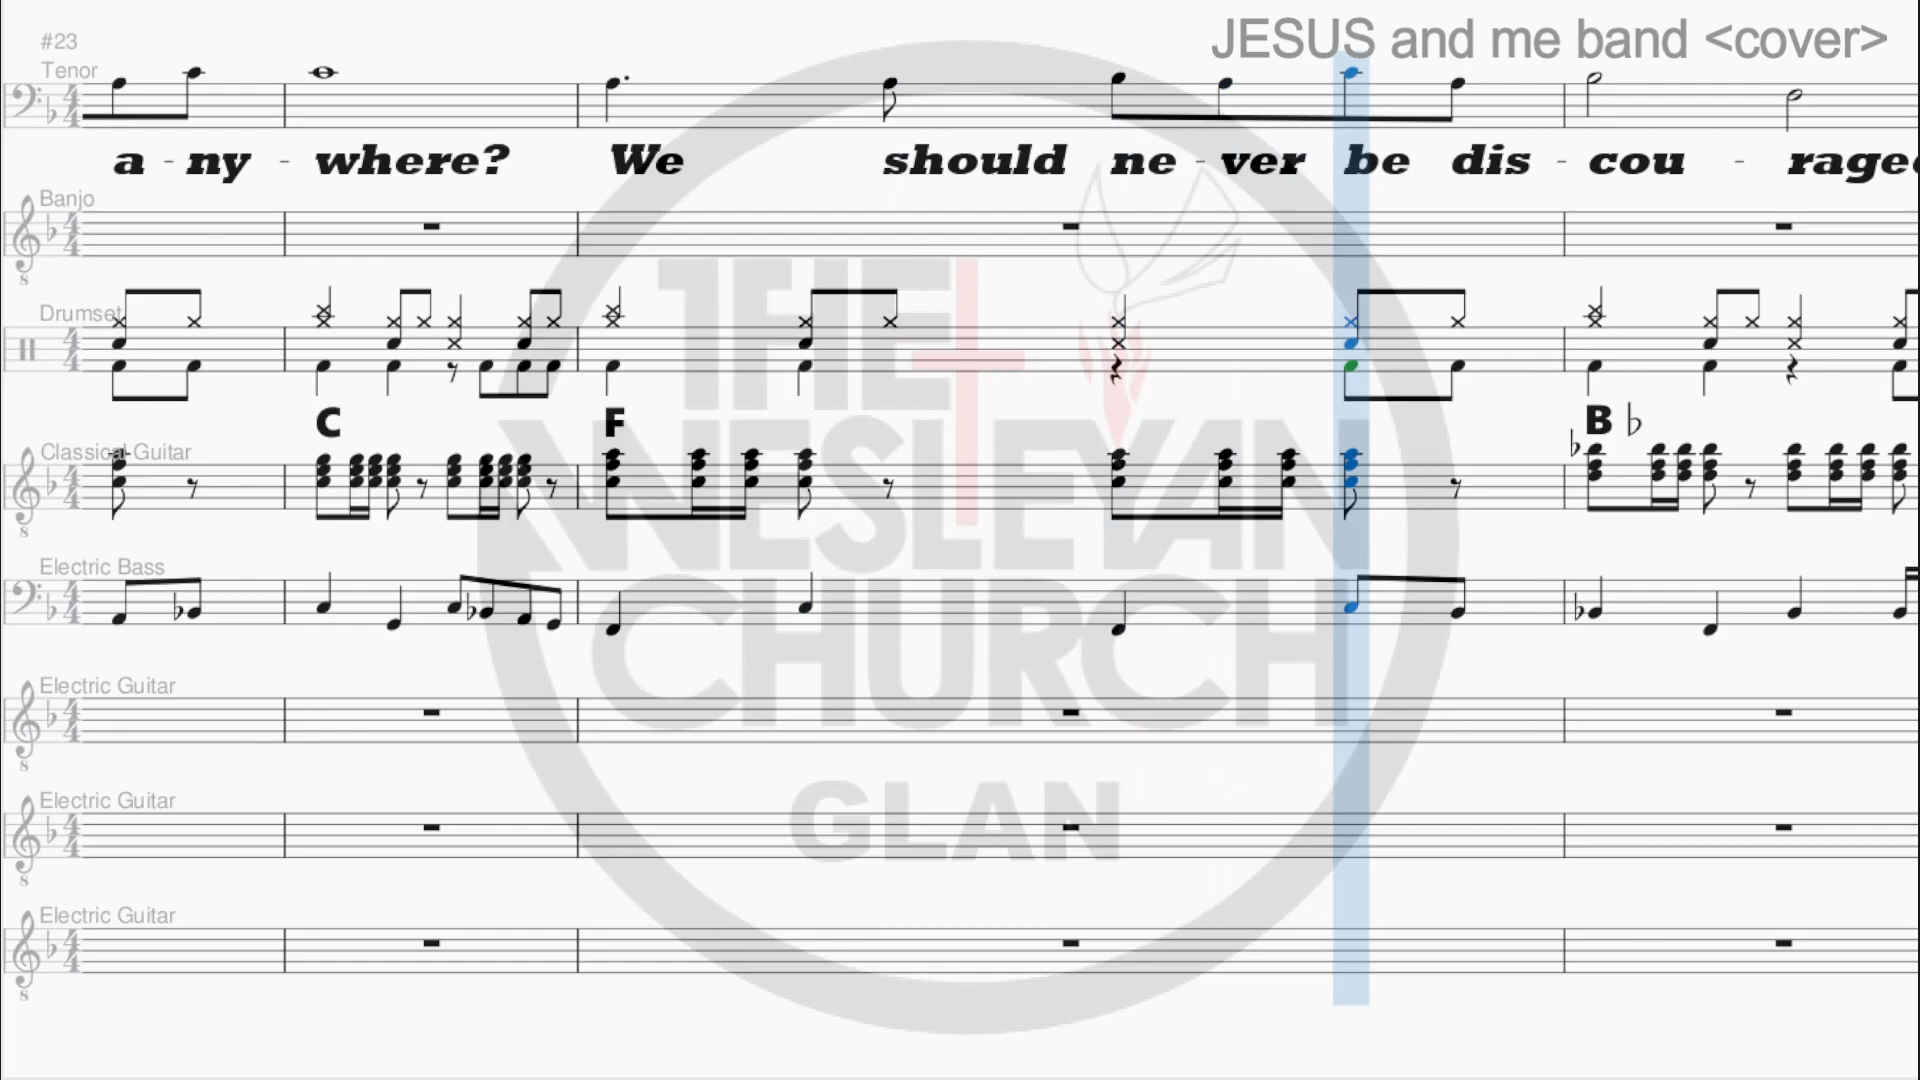 JESUS and me band <cover>
#23
Tenor
a - ny - where? We should ne - ver be dis - cou - raged
Banjo
Drumset
C F B♭
Classical Guitar
Electric Bass
Electric Guitar
Electric Guitar
Electric Guitar
THE
WESLEYAN
CHURCH
GLAN